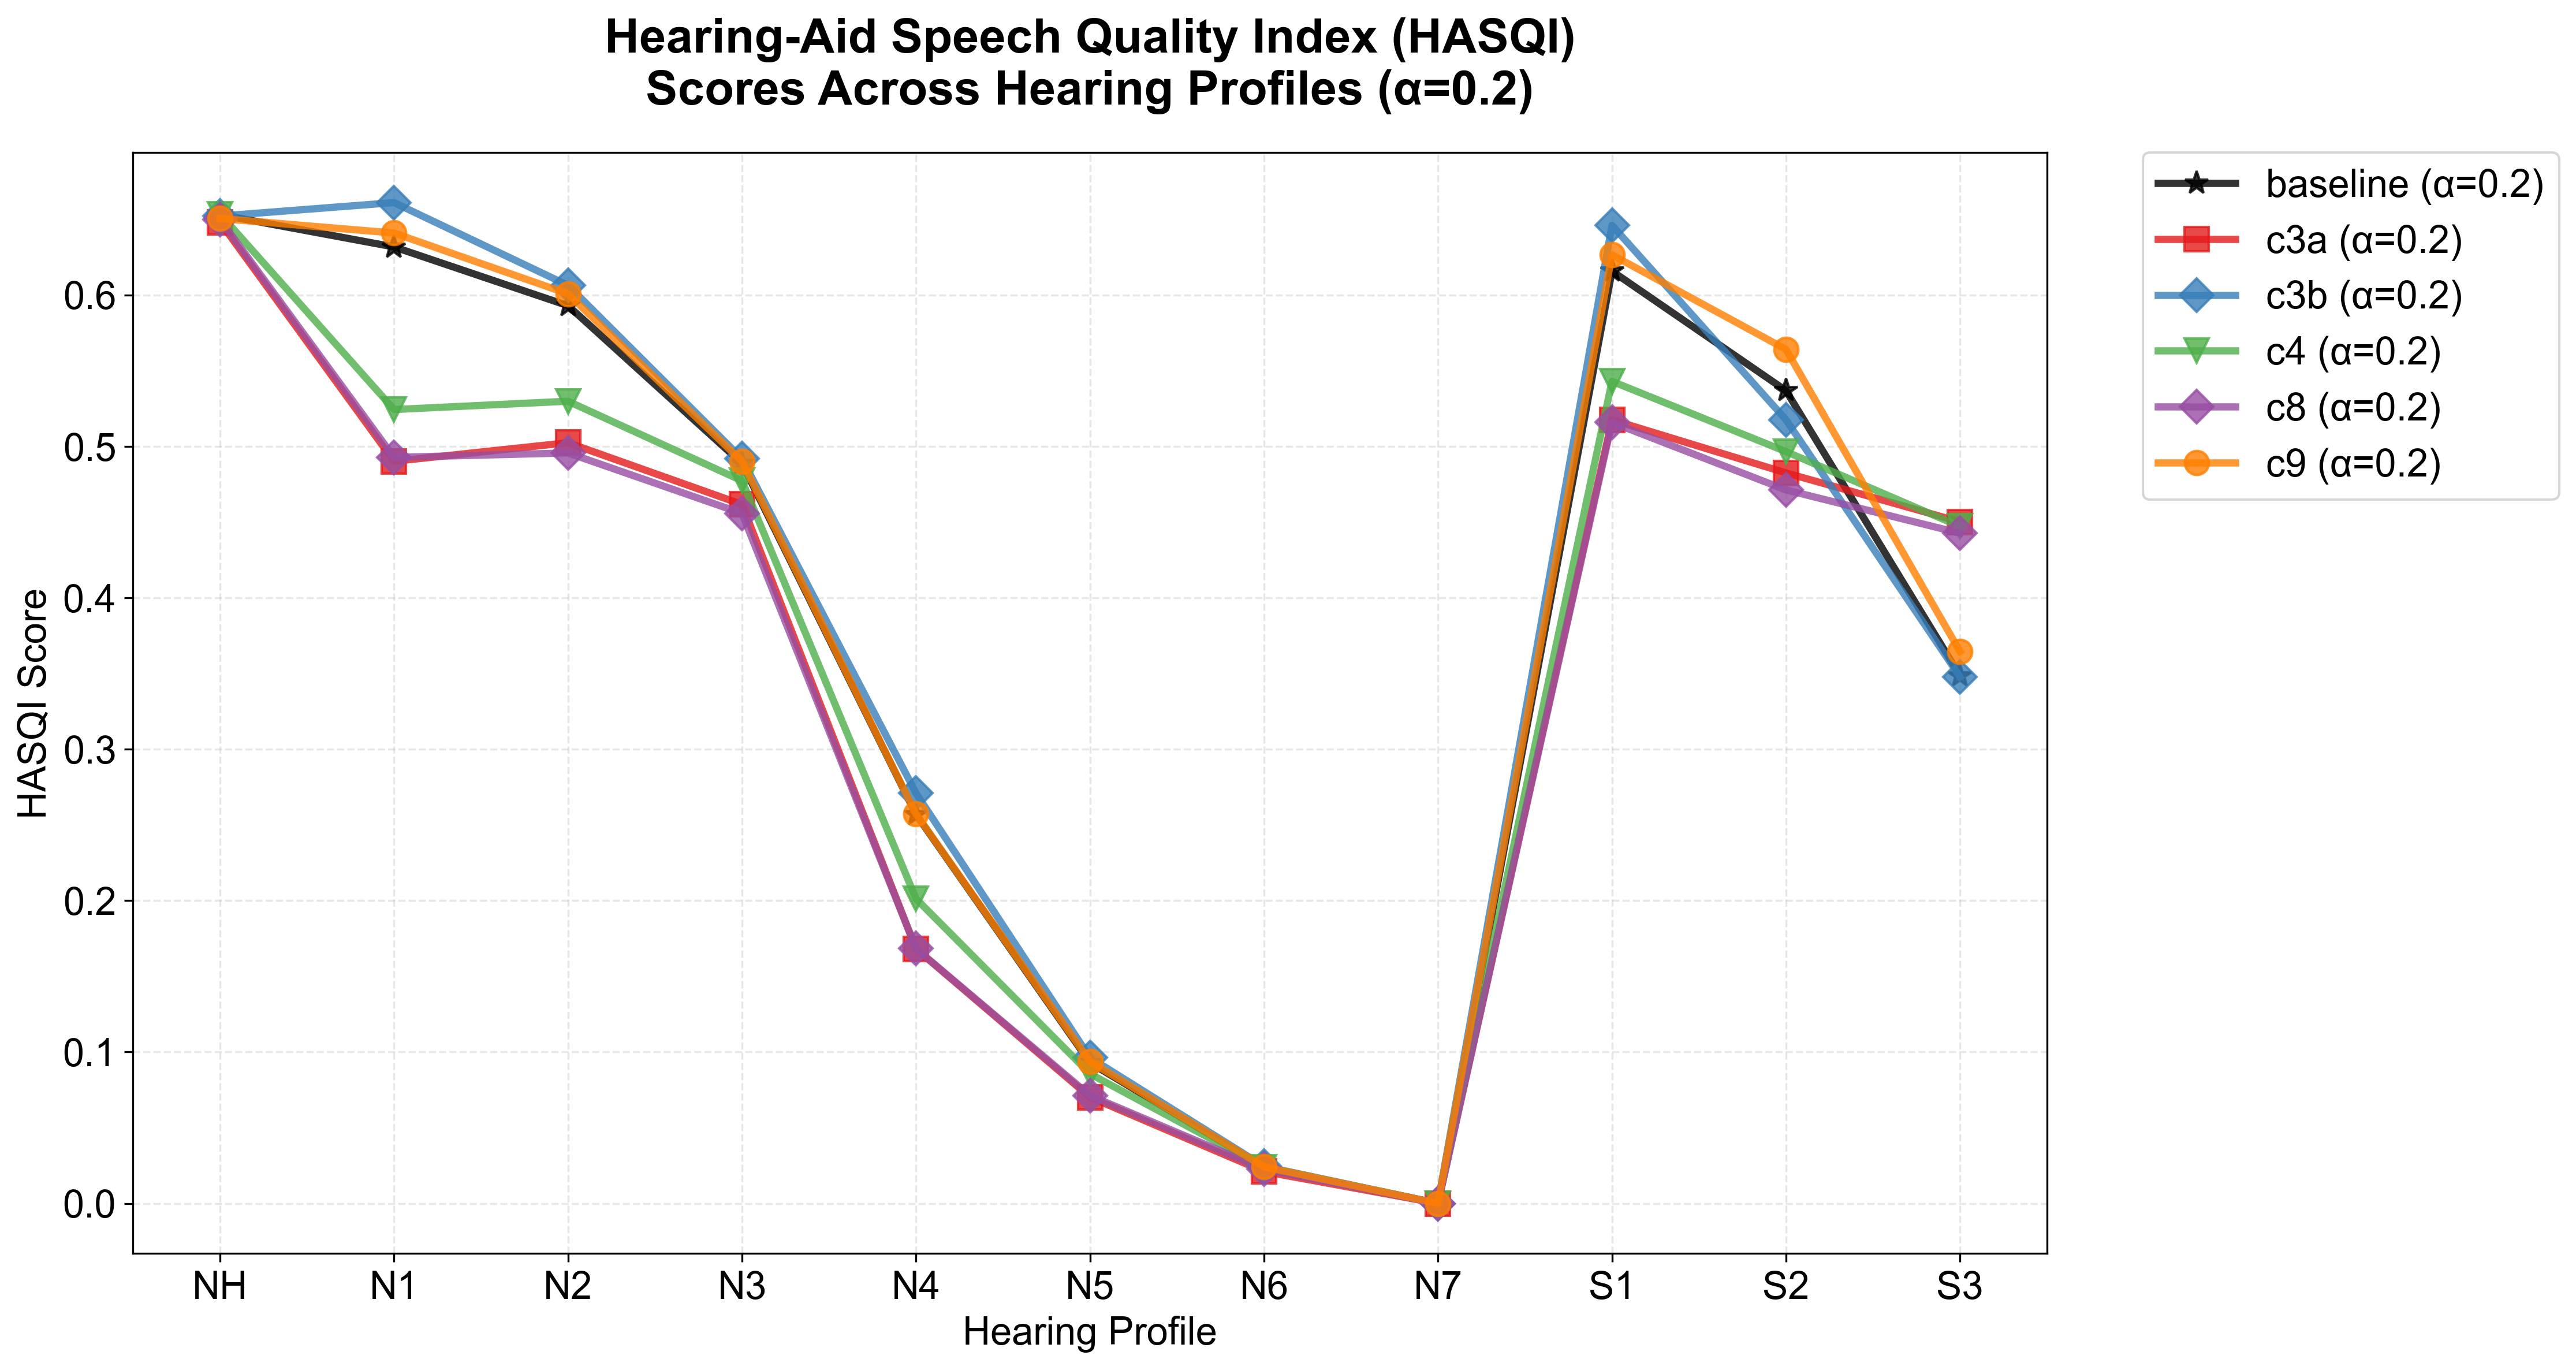 Hearing-Aid Speech Quality Index (HASQI)
Scores Across Hearing Profiles (α=0.2)
baseline (α=0.2)
c3a (α=0.2)
c3b (α=0.2)
c4 (α=0.2)
c8 (α=0.2)
c9 (α=0.2)
HASQI Score
0.6
0.5
0.4
0.3
0.2
0.1
0.0
NH N1 N2 N3 N4 N5 N6 N7 S1 S2 S3
Hearing Profile